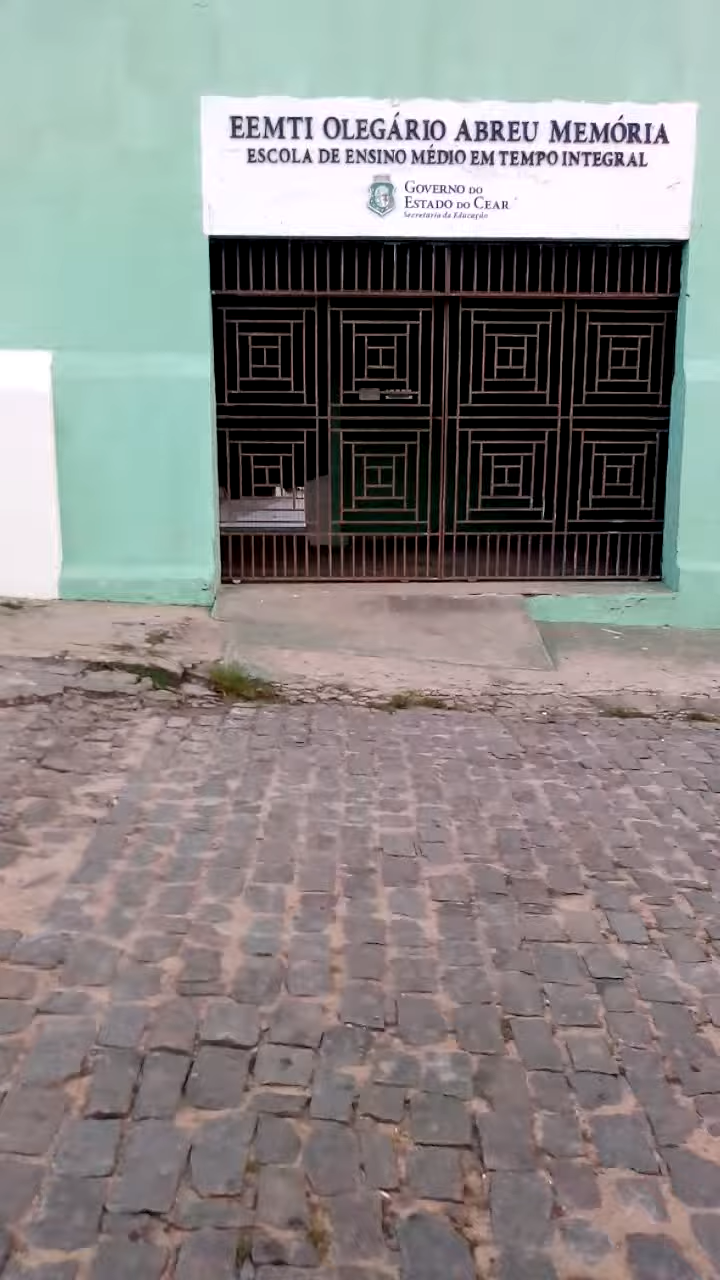 EEMTI OLEGÁRIO ABREU MEMÓRIA
ESCOLA DE ENSINO MÉDIO EM TEMPO INTEGRAL
GOVERNO DO
ESTADO DO CEAR
Secretaria da Educação